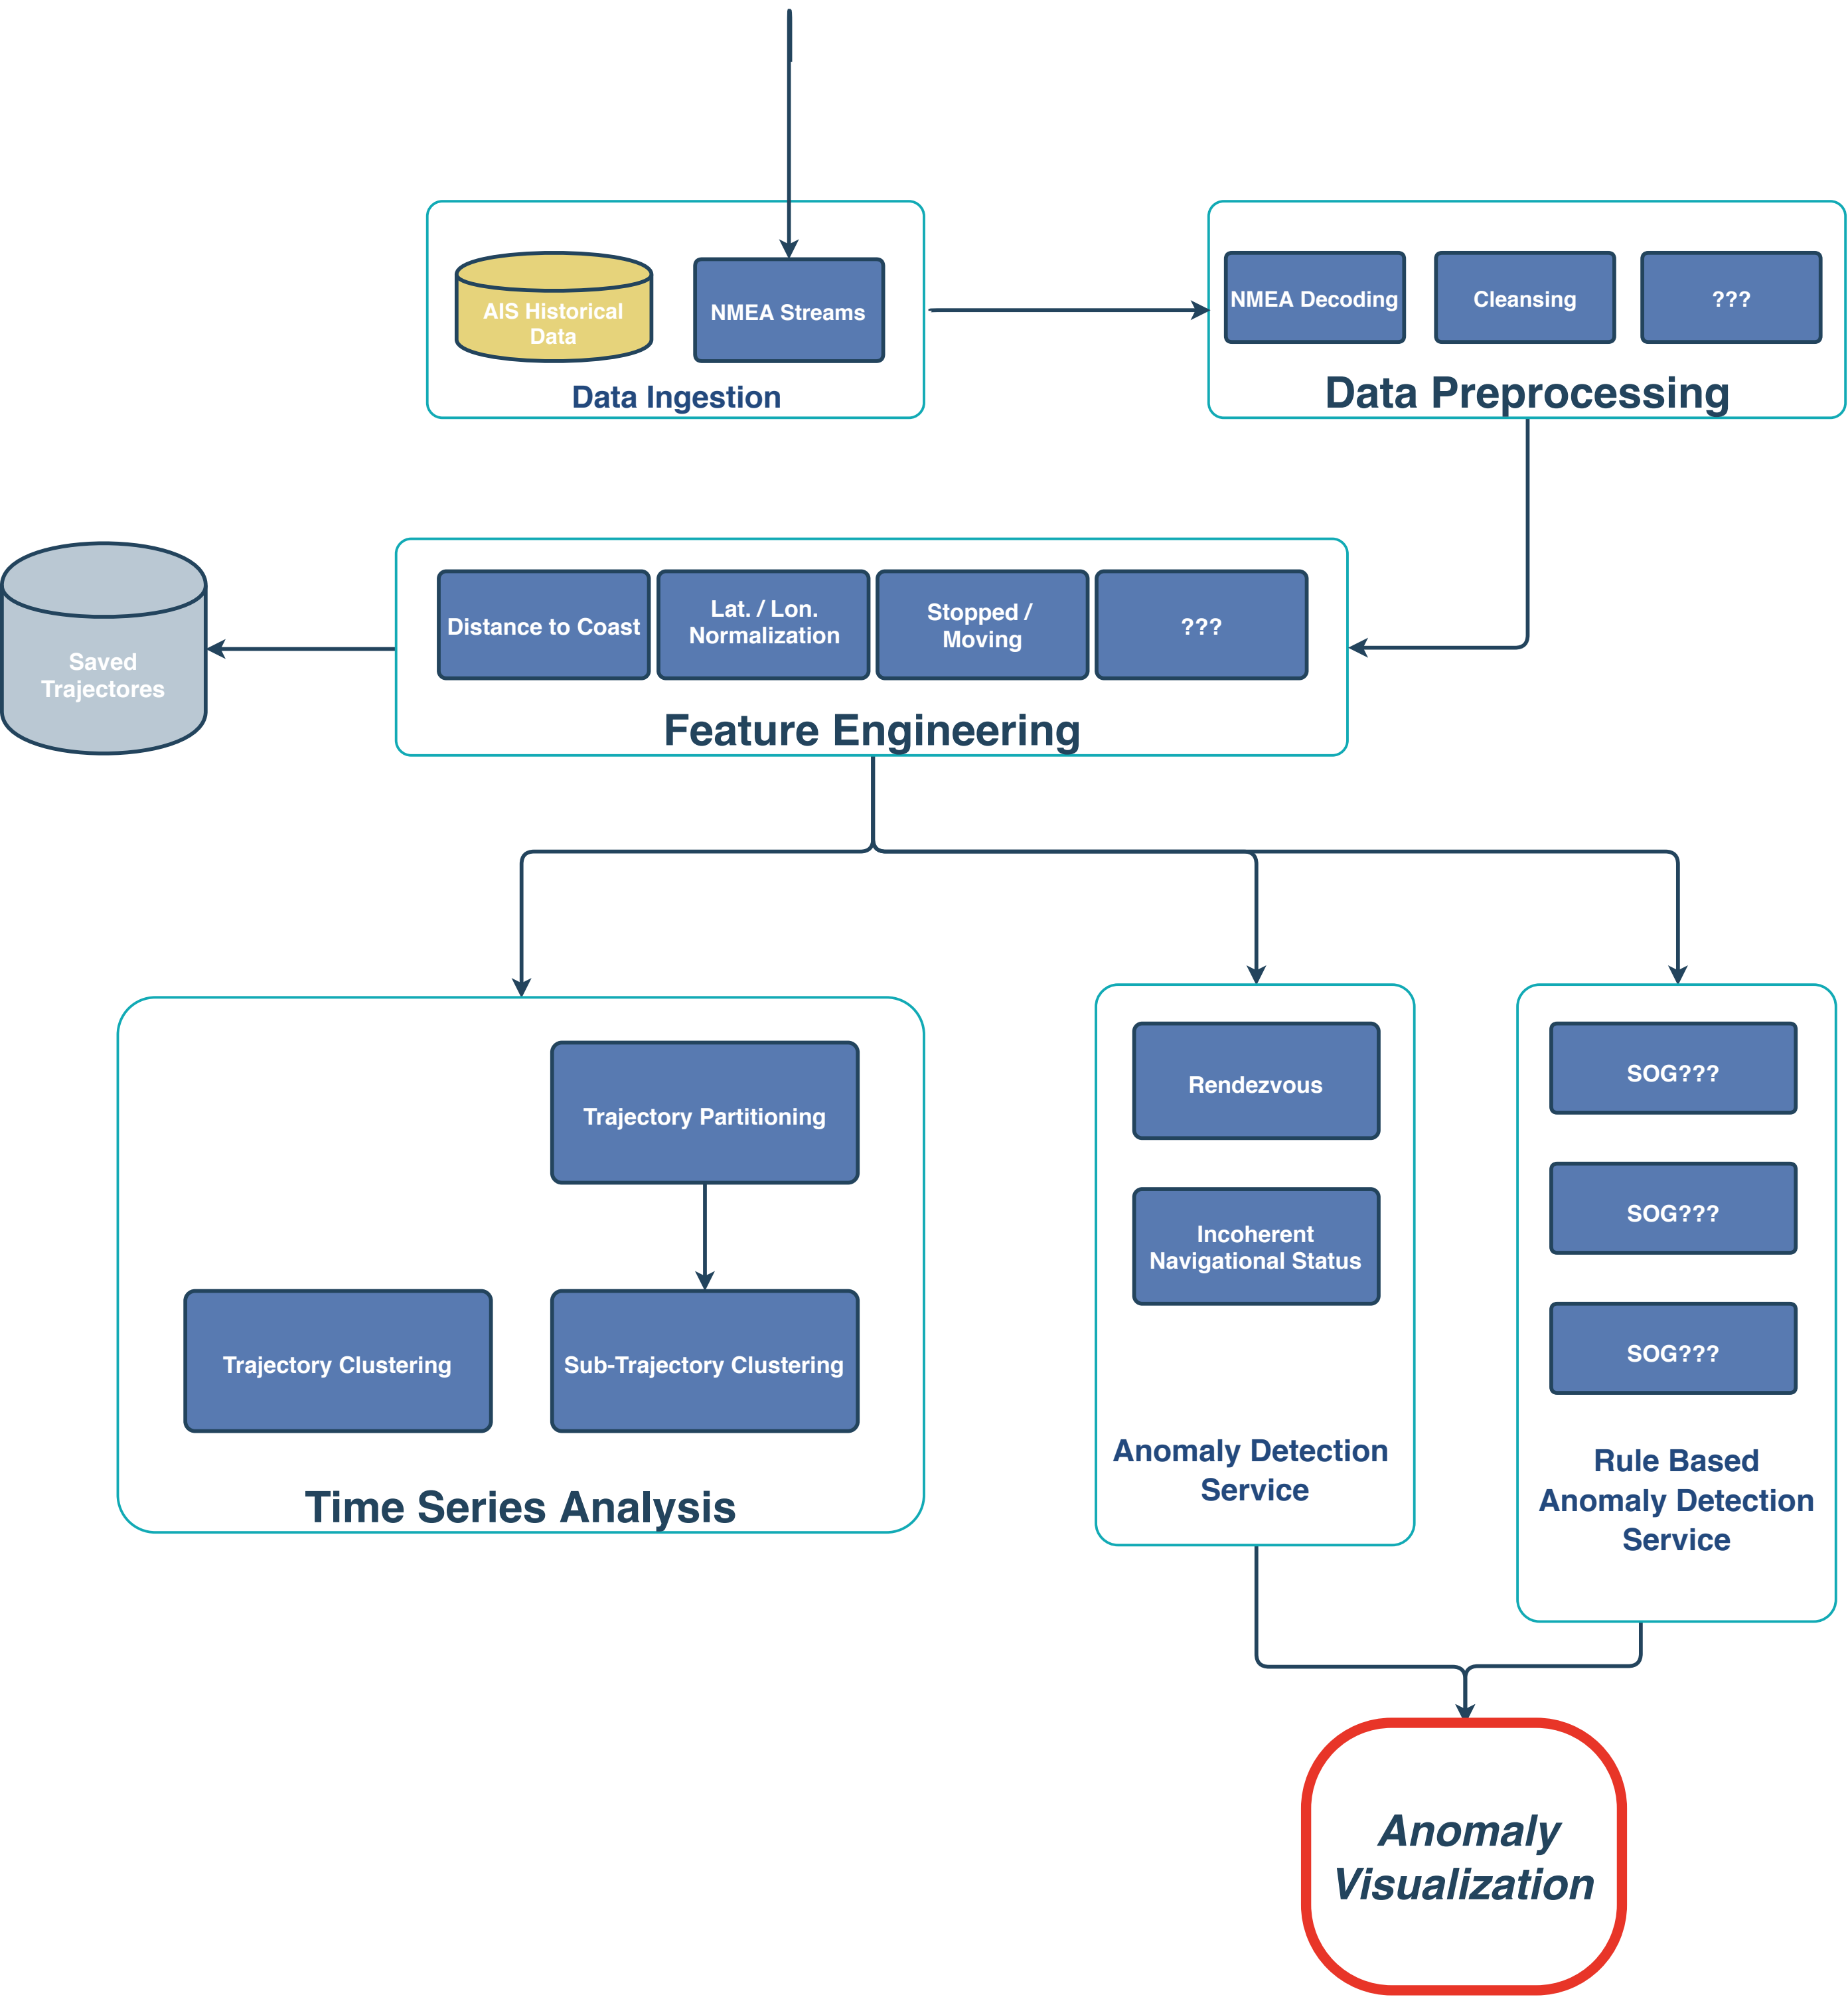 AIS Historical
Data
NMEA Streams
Data Ingestion
NMEA Decoding
Cleansing
???
Data Preprocessing
Saved
Trajectores
Distance to Coast
Lat. / Lon.
Normalization
Stopped /
Moving
???
Feature Engineering
Trajectory Partitioning
Trajectory Clustering
Sub-Trajectory Clustering
Time Series Analysis
Rendezvous
Incoherent
Navigational Status
Anomaly Detection
Service
SOG???
SOG???
SOG???
Rule Based
Anomaly Detection
Service
Anomaly
Visualization